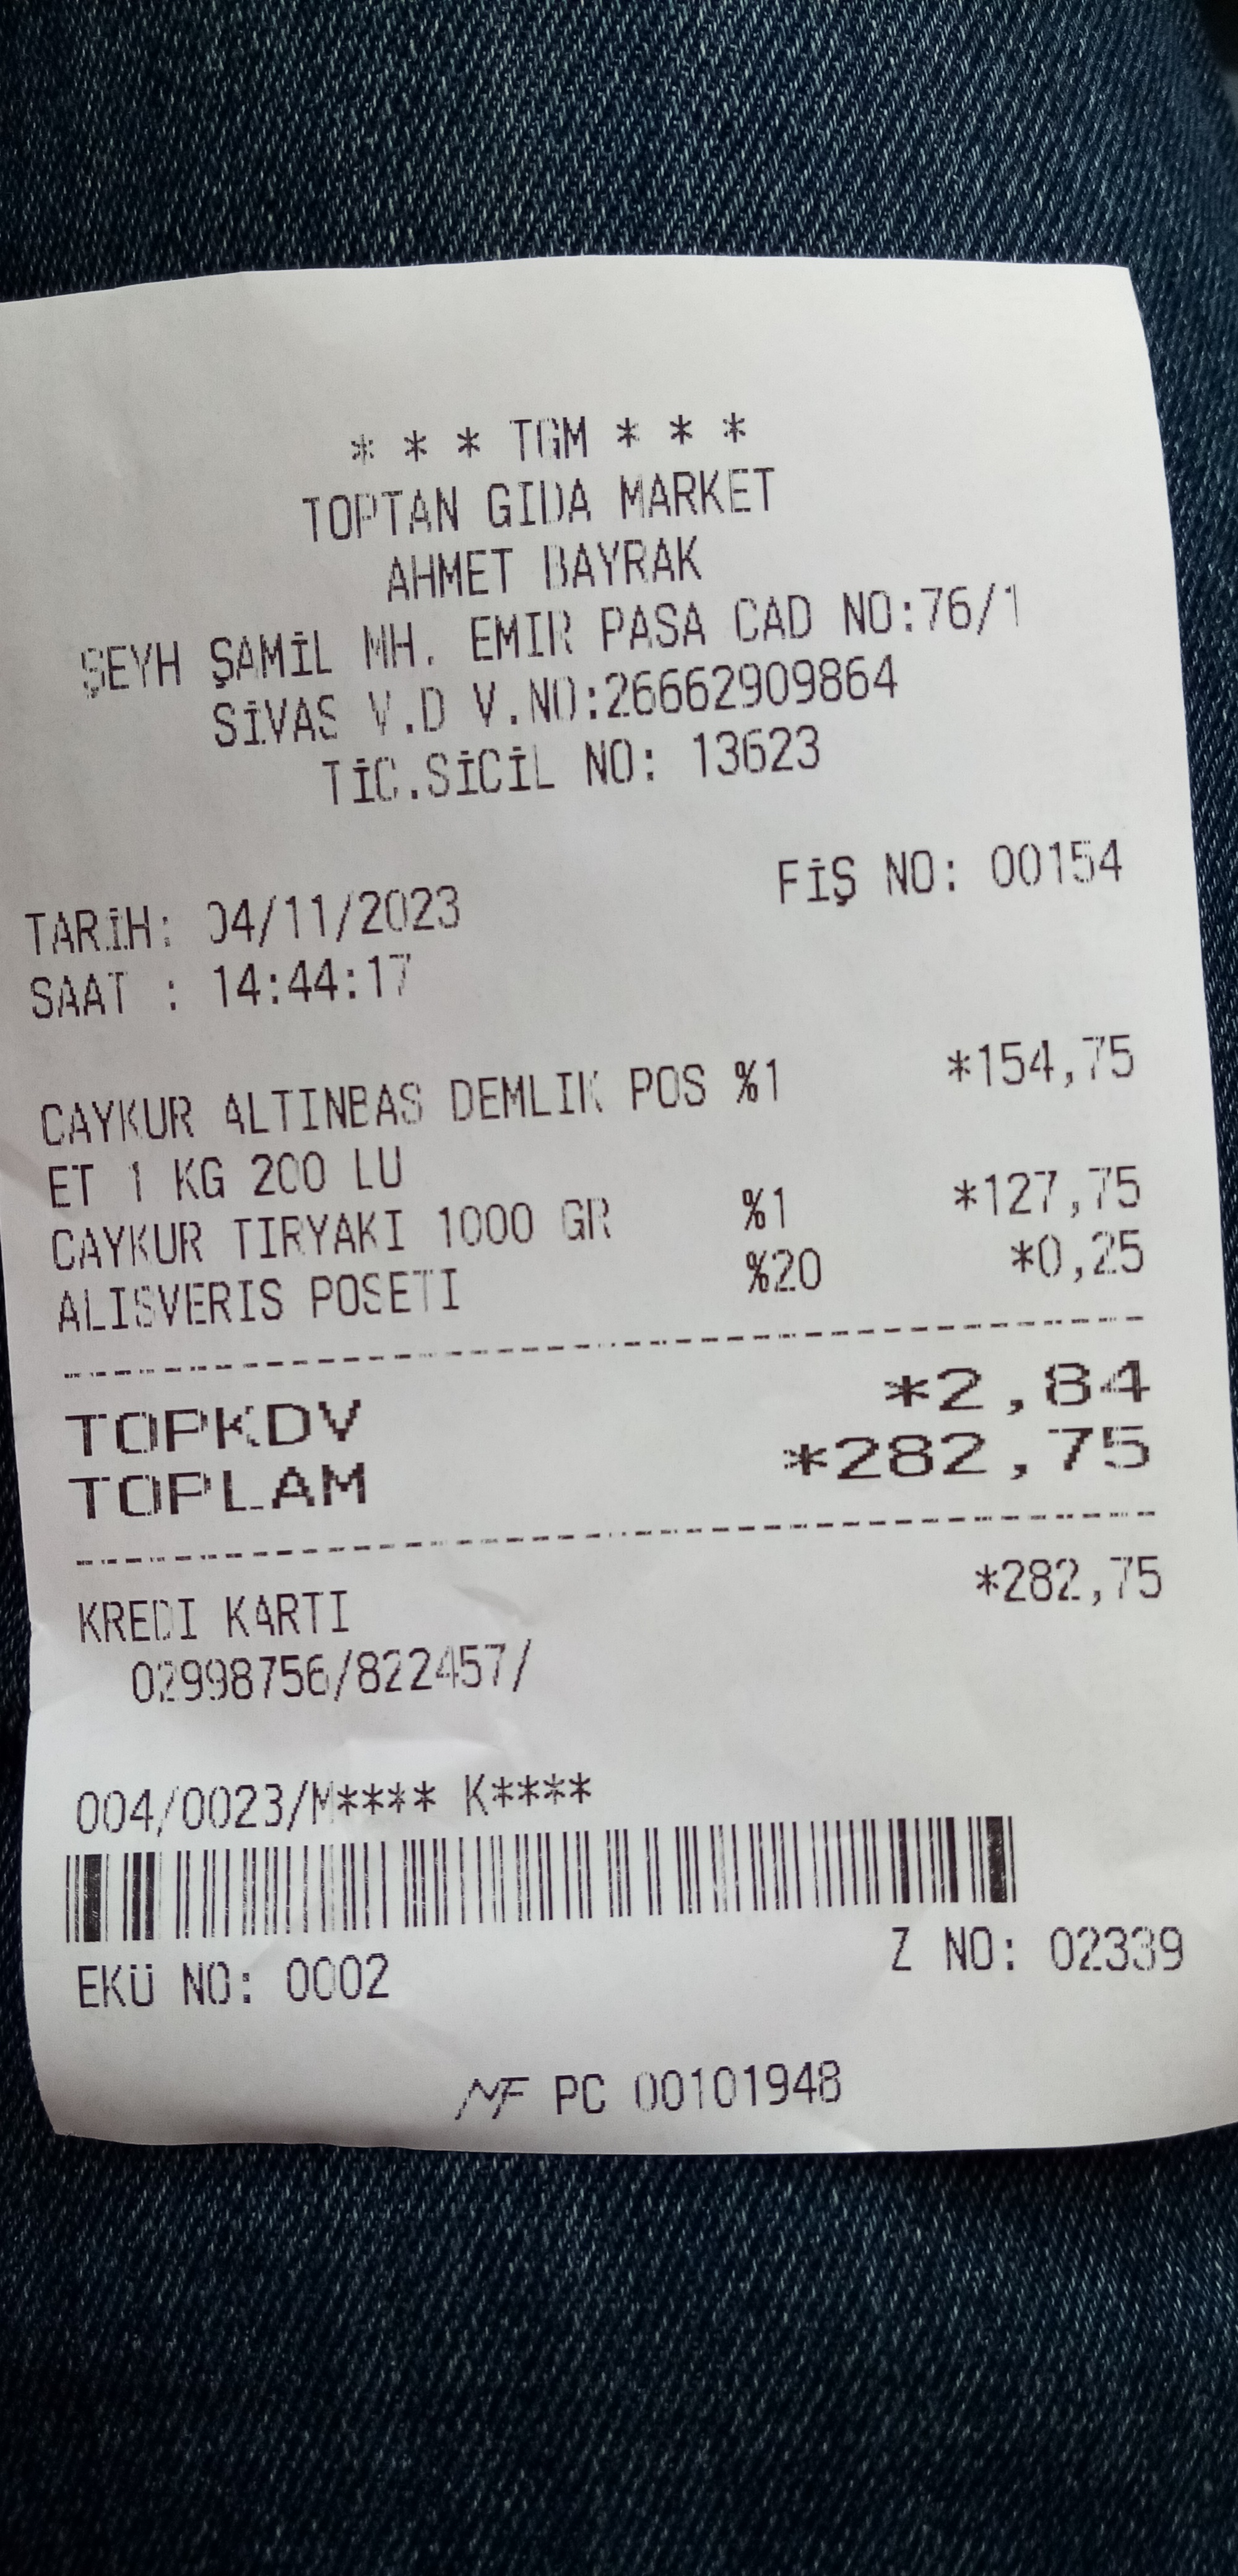 * * * TGM * * *
TOPTAN GIDA MARKET
AHMET BAYRAK
ŞEYH ŞAMİL MH. EMIR PASA CAD NO:76/1
SİVAS V.D V.NO:26662909864
TİC.SİCİL NO: 13623
TARİH: 04/11/2023 FİŞ NO: 00154
SAAT : 14:44:17
CAYKUR ALTINBAS DEMLIK POS %1 *154,75
ET 1 KG 200 LU
CAYKUR TIRYAKI 1000 GR %1 *127,75
ALISVERIS POSETI %20 *0,25
TOPKDV *2,84
TOPLAM *282,75
KREDI KARTI *282,75
02998756/822457/
004/0023/M**** K****
EKÜ NO: 0002 Z NO: 02339
MF PC 00101948